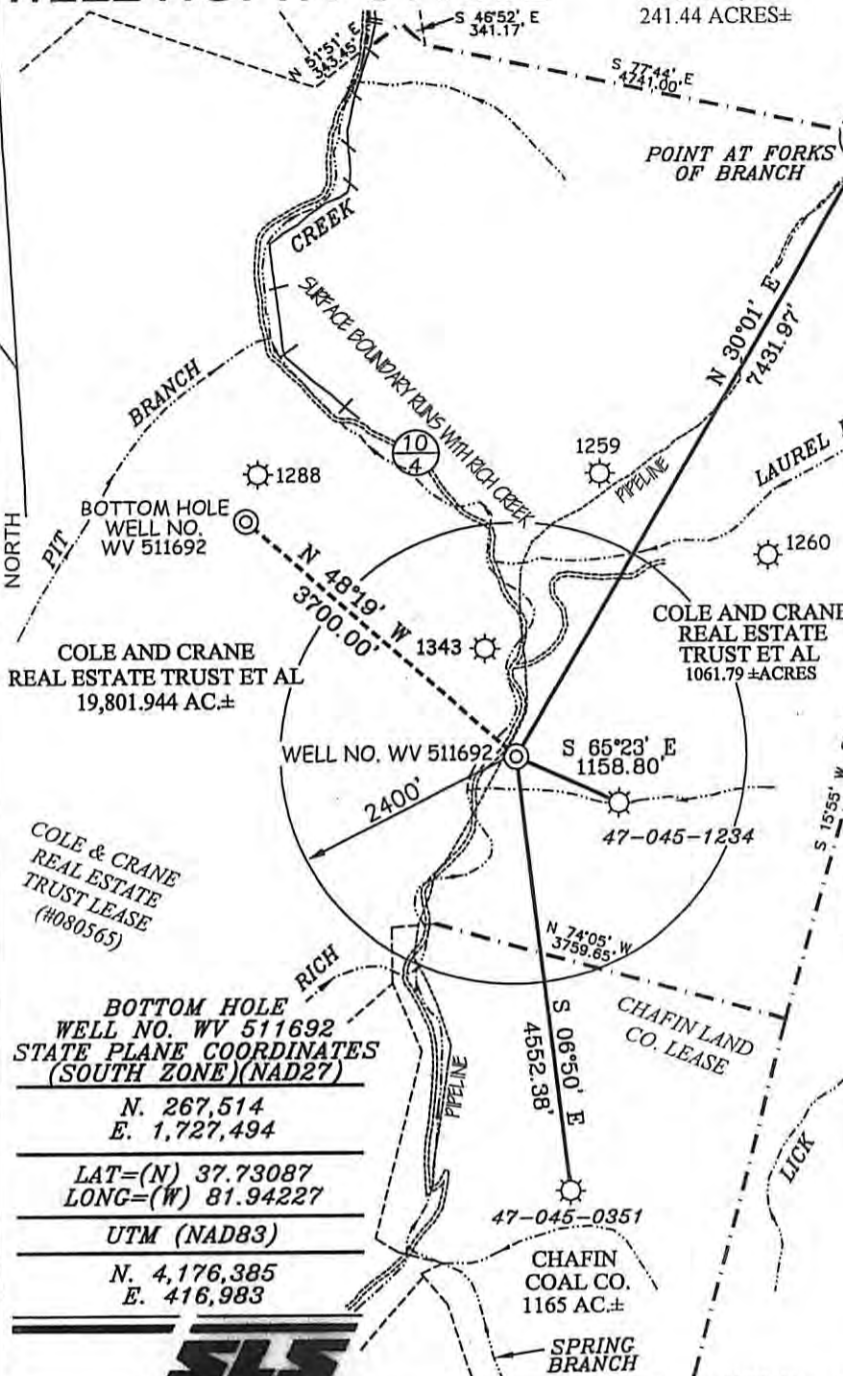 241.44 ACRES±
S 46°52' E
341.17'
N 51°51' E
343.45'
S 77°44' E
4741.00'
POINT AT FORKS
OF BRANCH
CREEK
SURFACE BOUNDARY RUNS WITH RICH CREEK
N 30°01' E
7431.97'
BRANCH
PIT
10
4
1259
PIPELINE
LAUREL
1288
BOTTOM HOLE
WELL NO.
WV 511692
NORTH
1260
N 48°19' W
3700.00'
1343
COLE AND CRANE
REAL ESTATE
TRUST ET AL
1061.79 ±ACRES
COLE AND CRANE
REAL ESTATE TRUST ET AL
19,801.944 AC.±
WELL NO. WV 511692
S 65°23' E
1158.80'
2400'
47-045-1234
S 15°55' W
COLE & CRANE
REAL ESTATE
TRUST LEASE
(#080565)
N 74°05' W
3759.65'
RICH
CHAFIN LAND
CO. LEASE
S 06°50' E
4552.38'
BOTTOM HOLE
WELL NO. WV 511692
STATE PLANE COORDINATES
(SOUTH ZONE)(NAD27)
N. 267,514
E. 1,727,494
LAT=(N) 37.73087
LONG=(W) 81.94227
UTM (NAD83)
N. 4,176,385
E. 416,983
PIPELINE
LICK
47-045-0351
CHAFIN
COAL CO.
1165 AC.±
SPRING
BRANCH
SLS